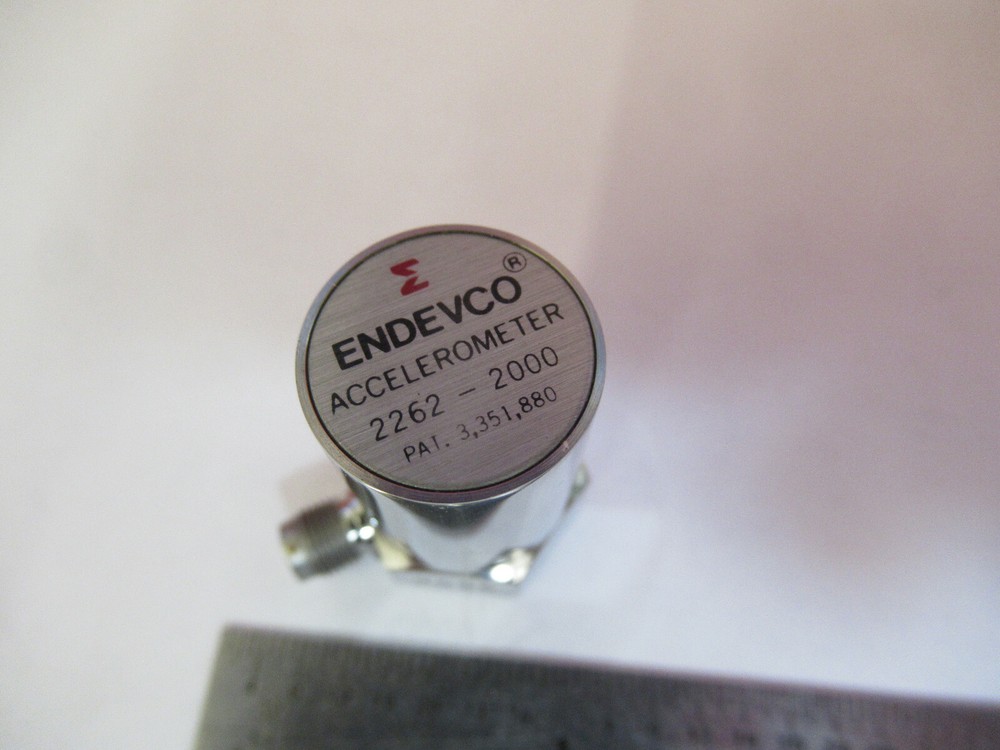 ENDEVCO®
ACCELEROMETER
2262 - 2000
PAT. 3,351,880